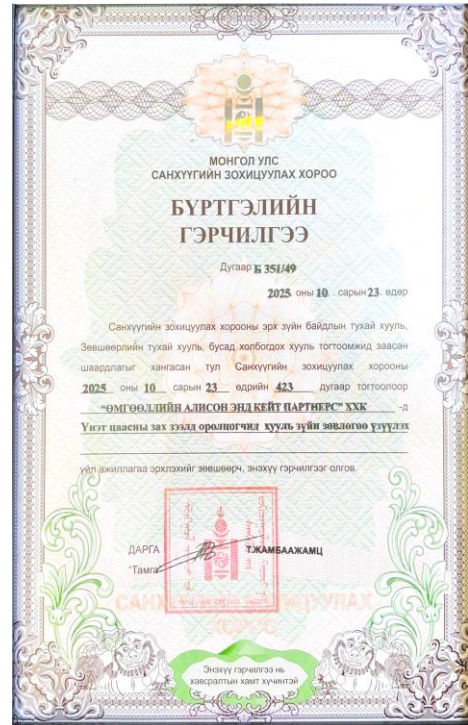 МОНГОЛ УЛС
САНХҮҮГИЙН ЗОХИЦУУЛАХ ХОРОО
БҮРТГЭЛИЙН
ГЭРЧИЛГЭЭ
Дугаар Б 351/49
2025 оны 10 сарын 23 өдөр
Санхүүгийн зохицуулах хорооны эрх зүйн байдлын тухай хууль,
Зөвшөөрлийн тухай хууль, бусад холбогдох хууль тогтоомжид заасан
шаардлагыг хангасан тул Санхүүгийн зохицуулах хорооны
2025 оны 10 сарын 23 өдрийн 423 дугаар тогтоолоор
"ӨМГӨӨЛЛИЙН АЛИСОН ЭНД КЕЙТ ПАРТНЕРС" ХХК -д
Үнэт цаасны зах зээлд оролцогчид хууль зүйн зөвлөгөө үзүүлэх
үйл ажиллагаа эрхлэхийг зөвшөөрч, энэхүү гэрчилгээг олгов.
ДАРГА Т.ЖАМБААЖАМЦ
"Тамга"
Энэхүү гэрчилгээ нь
хавсралтын хамт хүчинтэй